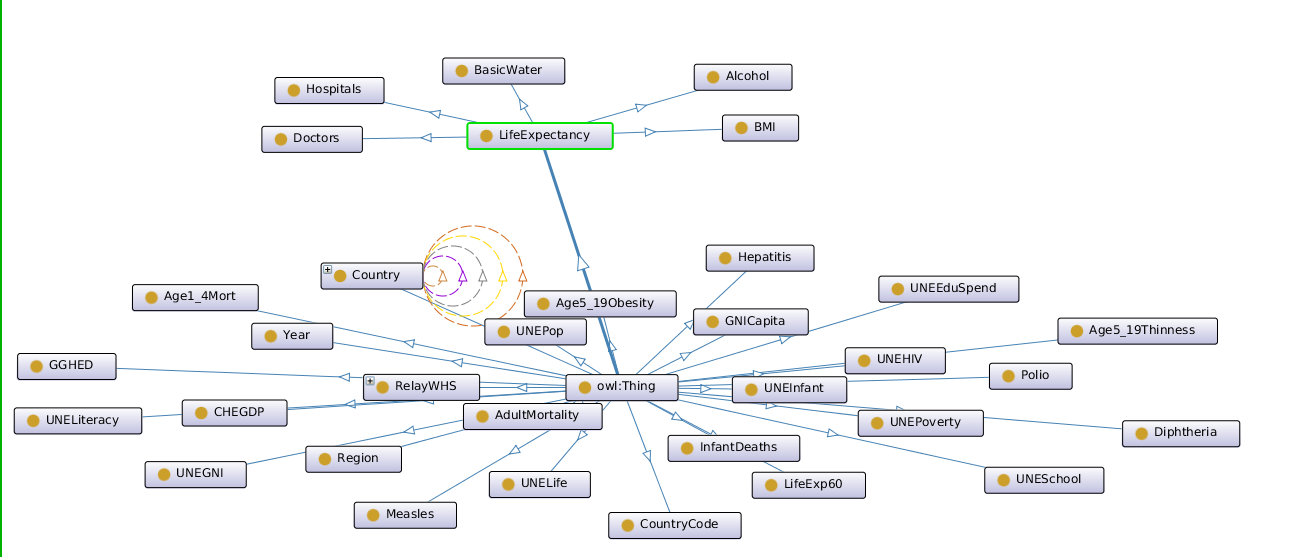 BasicWater
Alcohol
Hospitals
LifeExpectancy
BMI
Doctors
Hepatitis
Country
UNEEduSpend
Age1_4Mort
Age5_19Obesity
GNICapita
Year
UNEPop
Age5_19Thinness
GGHED
UNEHIV
RelayWHS
owl:Thing
UNEInfant
Polio
UNELiteracy
CHEGDP
AdultMortality
UNEPoverty
Diphtheria
InfantDeaths
Region
UNEGNI
UNELife
LifeExp60
UNESchool
Measles
CountryCode